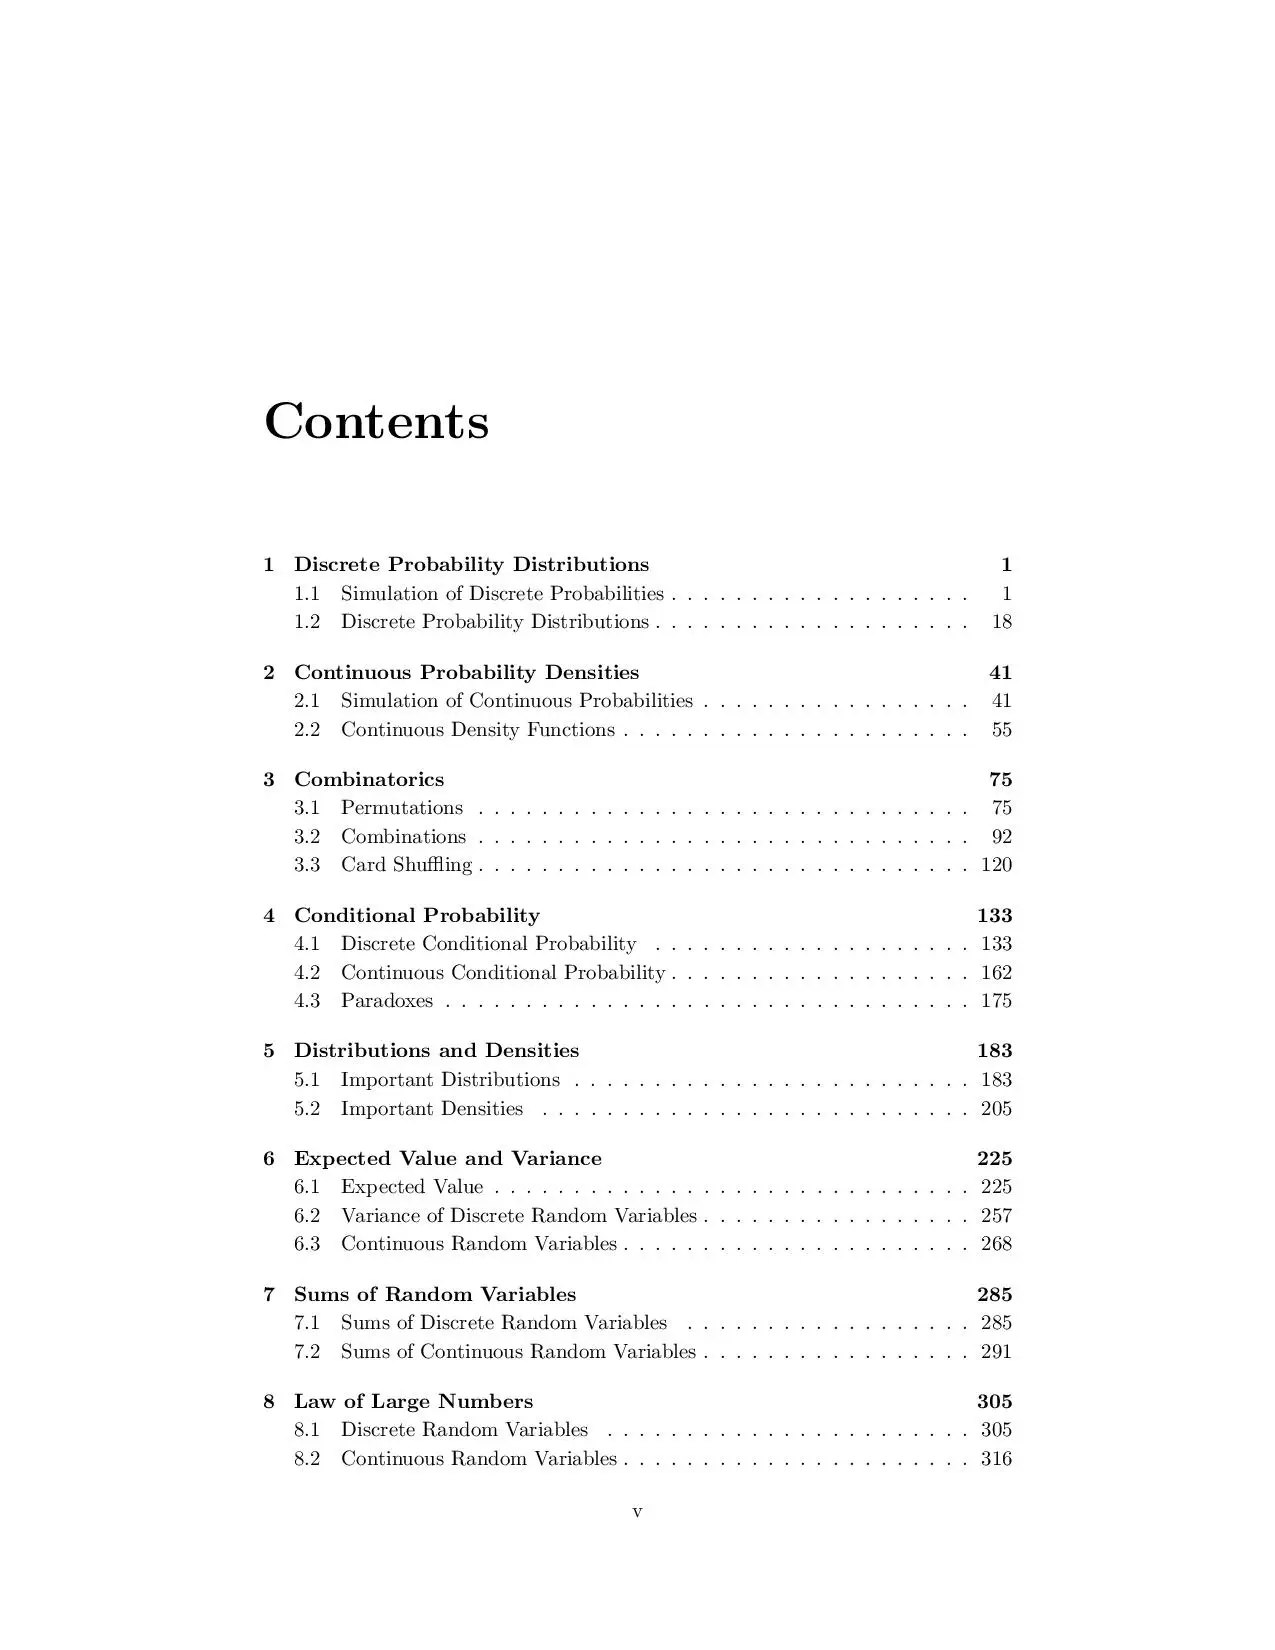 Contents
1 Discrete Probability Distributions 1
1.1 Simulation of Discrete Probabilities . . . . . . . . . . . . . . . . . . . 1
1.2 Discrete Probability Distributions . . . . . . . . . . . . . . . . . . . . 18
2 Continuous Probability Densities 41
2.1 Simulation of Continuous Probabilities . . . . . . . . . . . . . . . . . 41
2.2 Continuous Density Functions . . . . . . . . . . . . . . . . . . . . . . 55
3 Combinatorics 75
3.1 Permutations . . . . . . . . . . . . . . . . . . . . . . . . . . . . . . . 75
3.2 Combinations . . . . . . . . . . . . . . . . . . . . . . . . . . . . . . . 92
3.3 Card Shuffling . . . . . . . . . . . . . . . . . . . . . . . . . . . . . . . 120
4 Conditional Probability 133
4.1 Discrete Conditional Probability . . . . . . . . . . . . . . . . . . . . 133
4.2 Continuous Conditional Probability . . . . . . . . . . . . . . . . . . . 162
4.3 Paradoxes . . . . . . . . . . . . . . . . . . . . . . . . . . . . . . . . . 175
5 Distributions and Densities 183
5.1 Important Distributions . . . . . . . . . . . . . . . . . . . . . . . . . 183
5.2 Important Densities . . . . . . . . . . . . . . . . . . . . . . . . . . . 205
6 Expected Value and Variance 225
6.1 Expected Value . . . . . . . . . . . . . . . . . . . . . . . . . . . . . . 225
6.2 Variance of Discrete Random Variables . . . . . . . . . . . . . . . . . 257
6.3 Continuous Random Variables . . . . . . . . . . . . . . . . . . . . . . 268
7 Sums of Random Variables 285
7.1 Sums of Discrete Random Variables . . . . . . . . . . . . . . . . . . 285
7.2 Sums of Continuous Random Variables . . . . . . . . . . . . . . . . . 291
8 Law of Large Numbers 305
8.1 Discrete Random Variables . . . . . . . . . . . . . . . . . . . . . . . 305
8.2 Continuous Random Variables . . . . . . . . . . . . . . . . . . . . . . 316
v